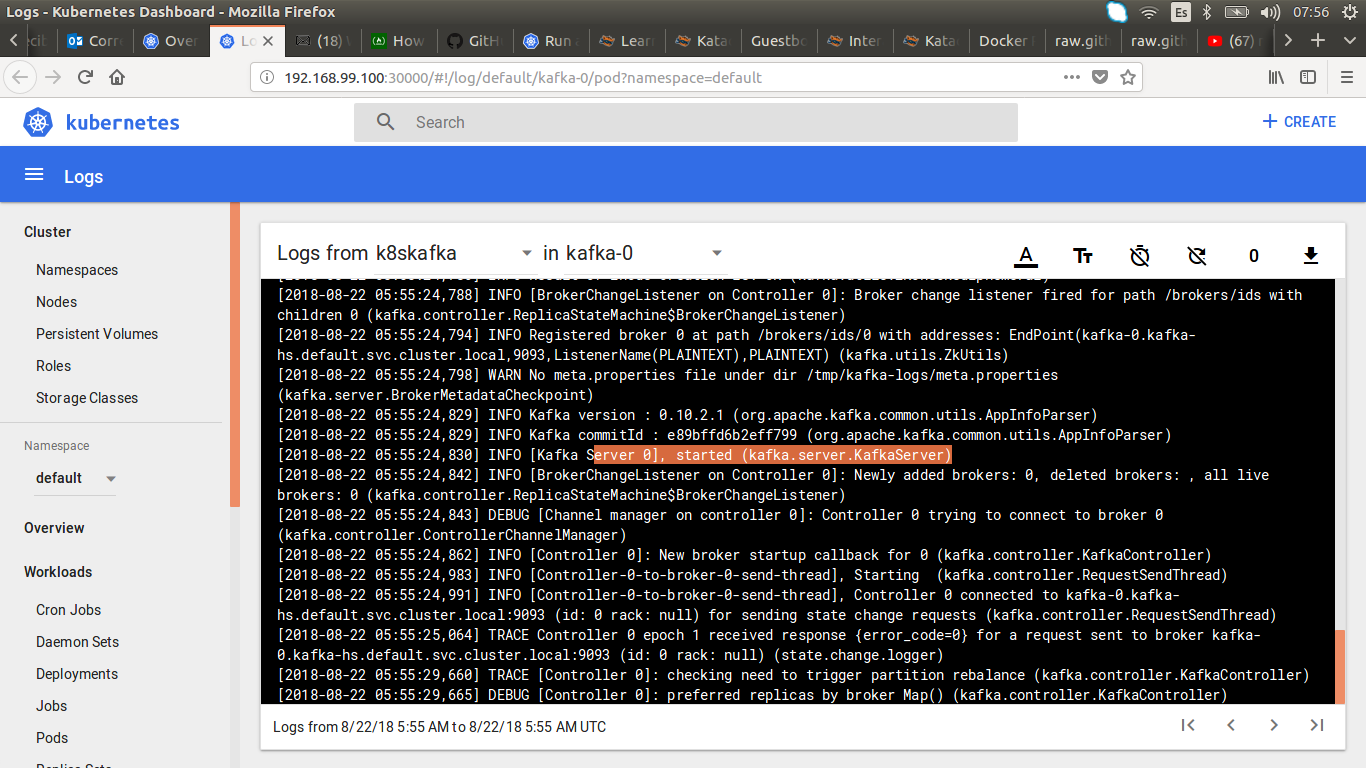 Logs - Kubernetes Dashboard - Mozilla Firefox
Es
07:56
Corre
Over
Lo
(18)
How
GitH
Run
Learn
Kata
Guestbo
Inter
Kata
Docker
raw.gith
raw.gith
(67)
192.168.99.100:30000/#!/log/default/kafka-0/pod?namespace=default
kubernetes
Search
+ CREATE
Logs
Cluster
Namespaces
Nodes
Persistent Volumes
Roles
Storage Classes
Namespace
default
Overview
Workloads
Cron Jobs
Daemon Sets
Deployments
Jobs
Pods
Replica Sets
Logs from k8skafka in kafka-0
0
[2018-08-22 05:55:24,788] INFO [BrokerChangeListener on Controller 0]: Broker change listener fired for path /brokers/ids with
children 0 (kafka.controller.ReplicaStateMachine$BrokerChangeListener)
[2018-08-22 05:55:24,794] INFO Registered broker 0 at path /brokers/ids/0 with addresses: EndPoint(kafka-0.kafka-
hs.default.svc.cluster.local,9093,ListenerName(PLAINTEXT),PLAINTEXT) (kafka.utils.ZkUtils)
[2018-08-22 05:55:24,798] WARN No meta.properties file under dir /tmp/kafka-logs/meta.properties
(kafka.server.BrokerMetadataCheckpoint)
[2018-08-22 05:55:24,829] INFO Kafka version : 0.10.2.1 (org.apache.kafka.common.utils.AppInfoParser)
[2018-08-22 05:55:24,829] INFO Kafka commitId : e89bffd6b2eff799 (org.apache.kafka.common.utils.AppInfoParser)
[2018-08-22 05:55:24,830] INFO [Kafka Server 0], started (kafka.server.KafkaServer)
[2018-08-22 05:55:24,842] INFO [BrokerChangeListener on Controller 0]: Newly added brokers: 0, deleted brokers: , all live
brokers: 0 (kafka.controller.ReplicaStateMachine$BrokerChangeListener)
[2018-08-22 05:55:24,843] DEBUG [Channel manager on controller 0]: Controller 0 trying to connect to broker 0
(kafka.controller.ControllerChannelManager)
[2018-08-22 05:55:24,862] INFO [Controller 0]: New broker startup callback for 0 (kafka.controller.KafkaController)
[2018-08-22 05:55:24,983] INFO [Controller-0-to-broker-0-send-thread], Starting  (kafka.controller.RequestSendThread)
[2018-08-22 05:55:24,991] INFO [Controller-0-to-broker-0-send-thread], Controller 0 connected to kafka-0.kafka-
hs.default.svc.cluster.local:9093 (id: 0 rack: null) for sending state change requests (kafka.controller.RequestSendThread)
[2018-08-22 05:55:25,064] TRACE Controller 0 epoch 1 received response {error_code=0} for a request sent to broker kafka-
0.kafka-hs.default.svc.cluster.local:9093 (id: 0 rack: null) (state.change.logger)
[2018-08-22 05:55:29,660] TRACE [Controller 0]: checking need to trigger partition rebalance (kafka.controller.KafkaController)
[2018-08-22 05:55:29,665] DEBUG [Controller 0]: preferred replicas by broker Map() (kafka.controller.KafkaController)
Logs from 8/22/18 5:55 AM to 8/22/18 5:55 AM UTC